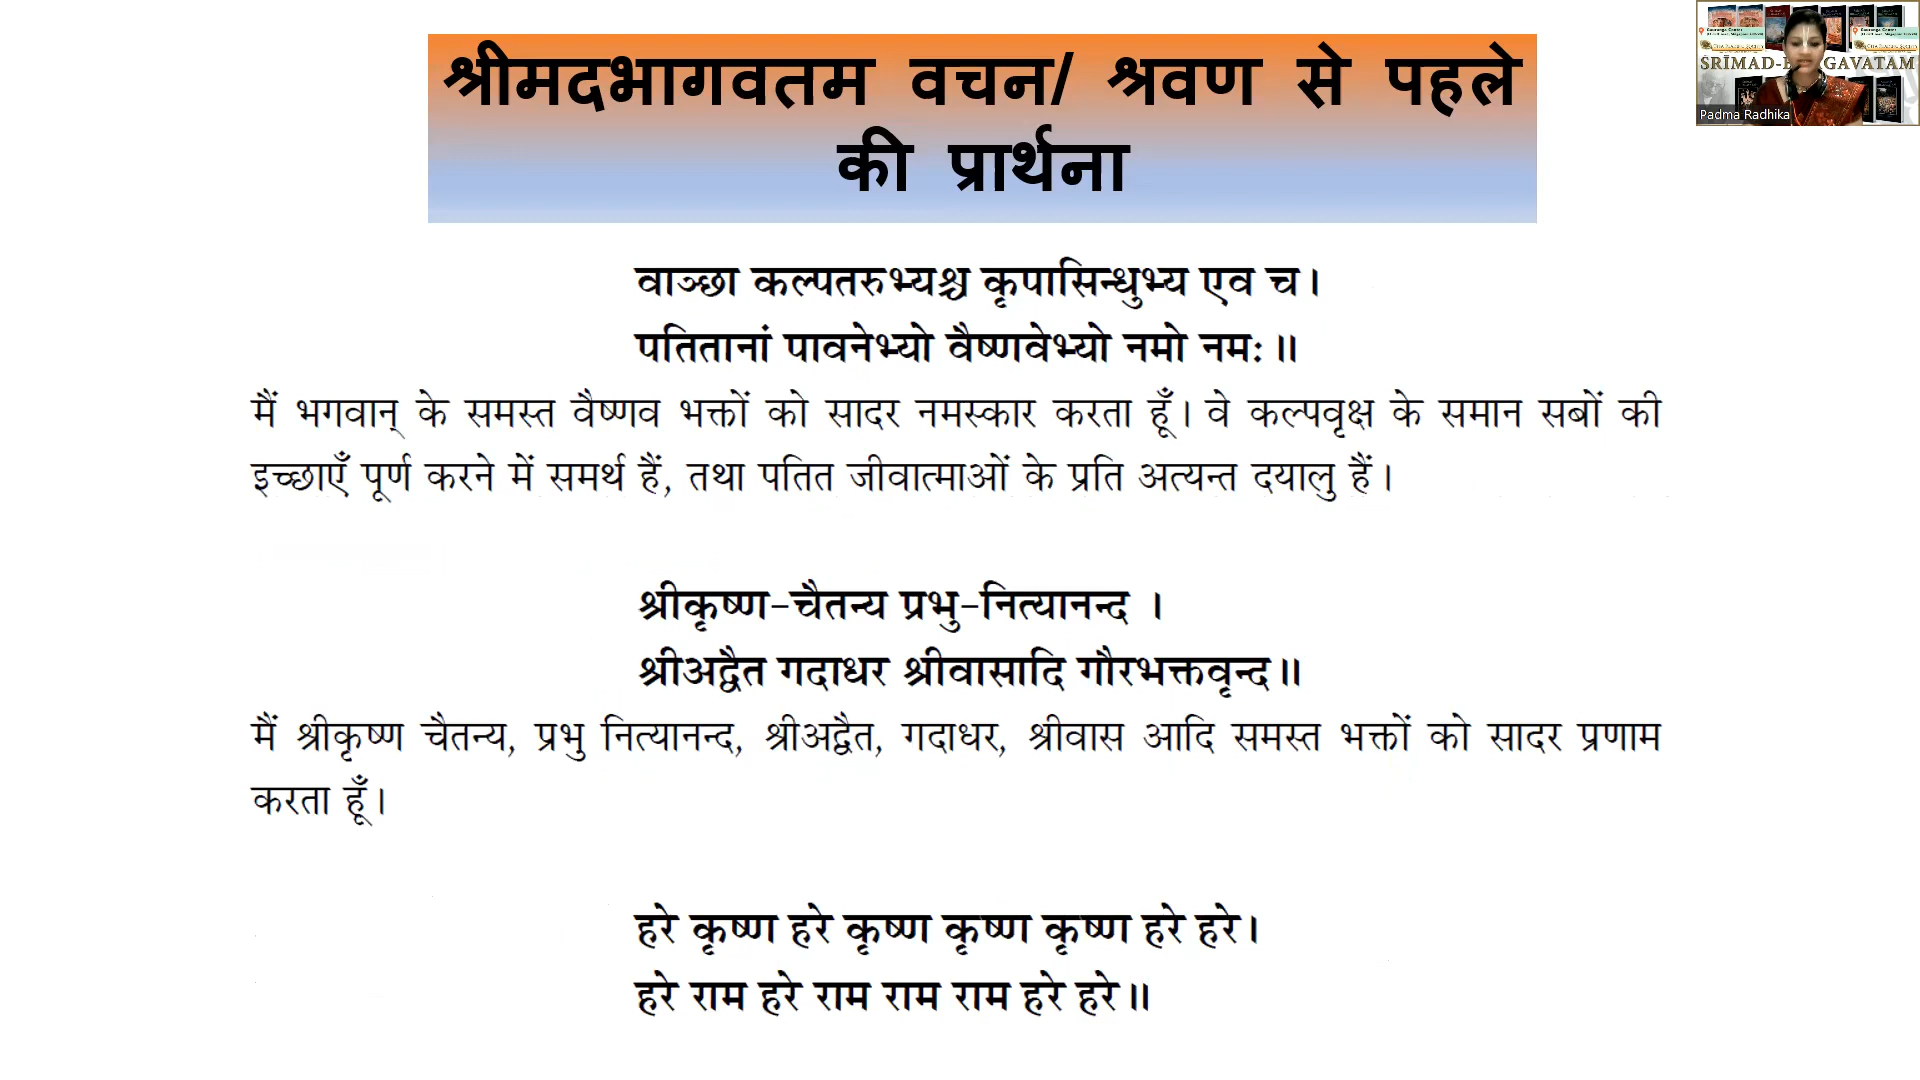 श्रीमदभागवतम वचन/ श्रवण से पहले
की प्रार्थना
वाञ्छा कल्पतरुभ्यश्च कृपासिन्धुभ्य एव च।
पतितानां पावनेभ्यो वैष्णवेभ्यो नमो नमः॥
मैं भगवान् के समस्त वैष्णव भक्तों को सादर नमस्कार करता हूँ। वे कल्पवृक्ष के समान सबों की
इच्छाएँ पूर्ण करने में समर्थ हैं, तथा पतित जीवात्माओं के प्रति अत्यन्त दयालु हैं।
श्रीकृष्ण-चैतन्य प्रभु-नित्यानन्द ।
श्रीअद्वैत गदाधर श्रीवासादि गौरभक्तवृन्द॥
मैं श्रीकृष्ण चैतन्य, प्रभु नित्यानन्द, श्रीअद्वैत, गदाधर, श्रीवास आदि समस्त भक्तों को सादर प्रणाम
करता हूँ।
हरे कृष्ण हरे कृष्ण कृष्ण कृष्ण हरे हरे।
हरे राम हरे राम राम राम हरे हरे॥
SRĪMAD-B GAVATAM
Padma Radhika